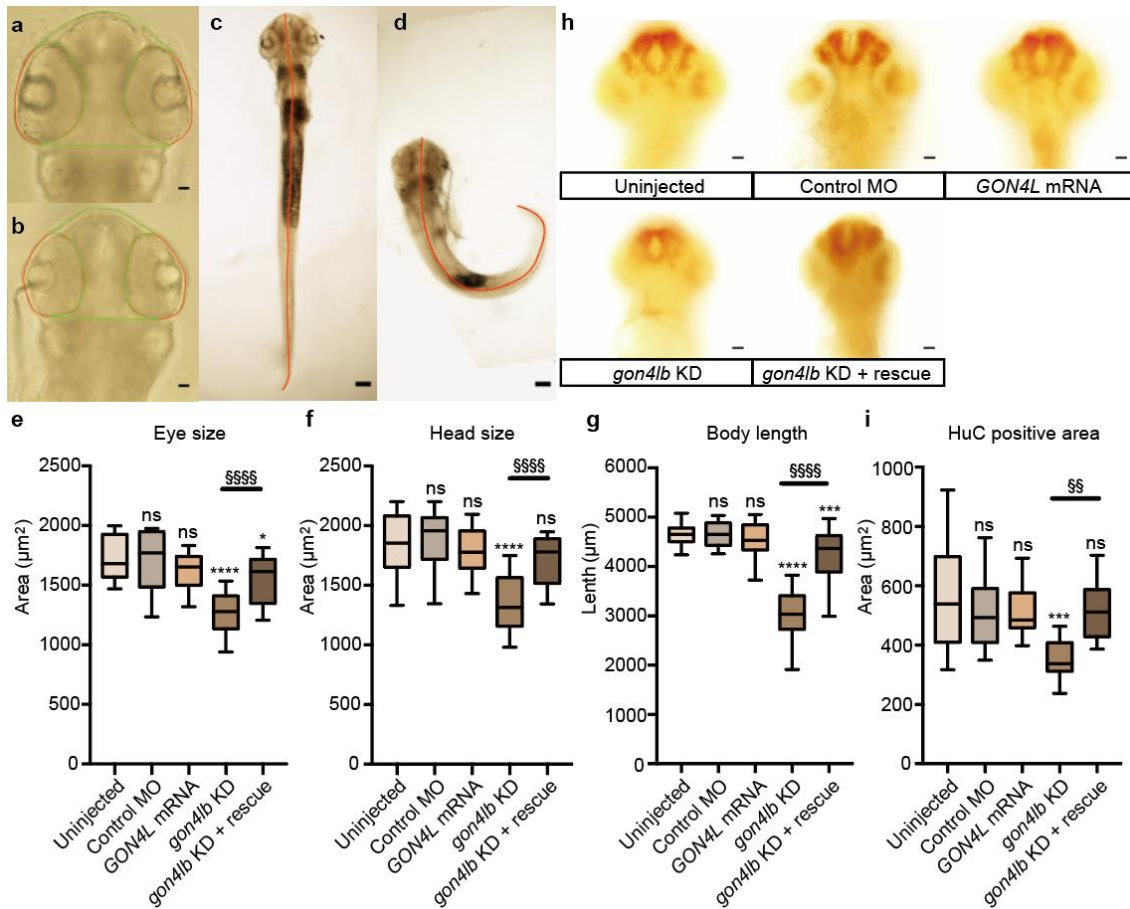 a
b
c
d
h
Uninjected
Control MO
GON4L mRNA
gon4lb KD
gon4lb KD + rescue
e
Eye size
Area (µm²)
2500
2000
1500
1000
500
0
ns
ns
****
§§§§
*
Uninjected
Control MO
GON4L mRNA
gon4lb KD
gon4lb KD + rescue
f
Head size
Area (µm²)
2500
2000
1500
1000
500
0
ns
ns
****
§§§§
ns
Uninjected
Control MO
GON4L mRNA
gon4lb KD
gon4lb KD + rescue
g
Body length
Lenth (µm)
6000
5000
4000
3000
2000
1000
0
ns
ns
****
§§§§
***
Uninjected
Control MO
GON4L mRNA
gon4lb KD
gon4lb KD + rescue
i
HuC positive area
Area (µm²)
1000
800
600
400
200
0
ns
ns
***
§§
ns
Uninjected
Control MO
GON4L mRNA
gon4lb KD
gon4lb KD + rescue